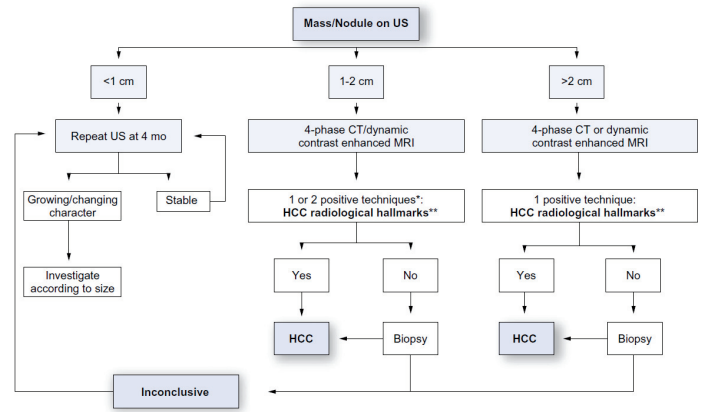 Mass/Nodule on US
<1 cm
1-2 cm
>2 cm
Repeat US at 4 mo
4-phase CT/dynamic
contrast enhanced MRI
4-phase CT or dynamic
contrast enhanced MRI
Growing/changing
character
Stable
1 or 2 positive techniques*:
HCC radiological hallmarks**
1 positive technique:
HCC radiological hallmarks**
Investigate
according to size
Yes
No
Yes
No
HCC
Biopsy
HCC
Biopsy
Inconclusive